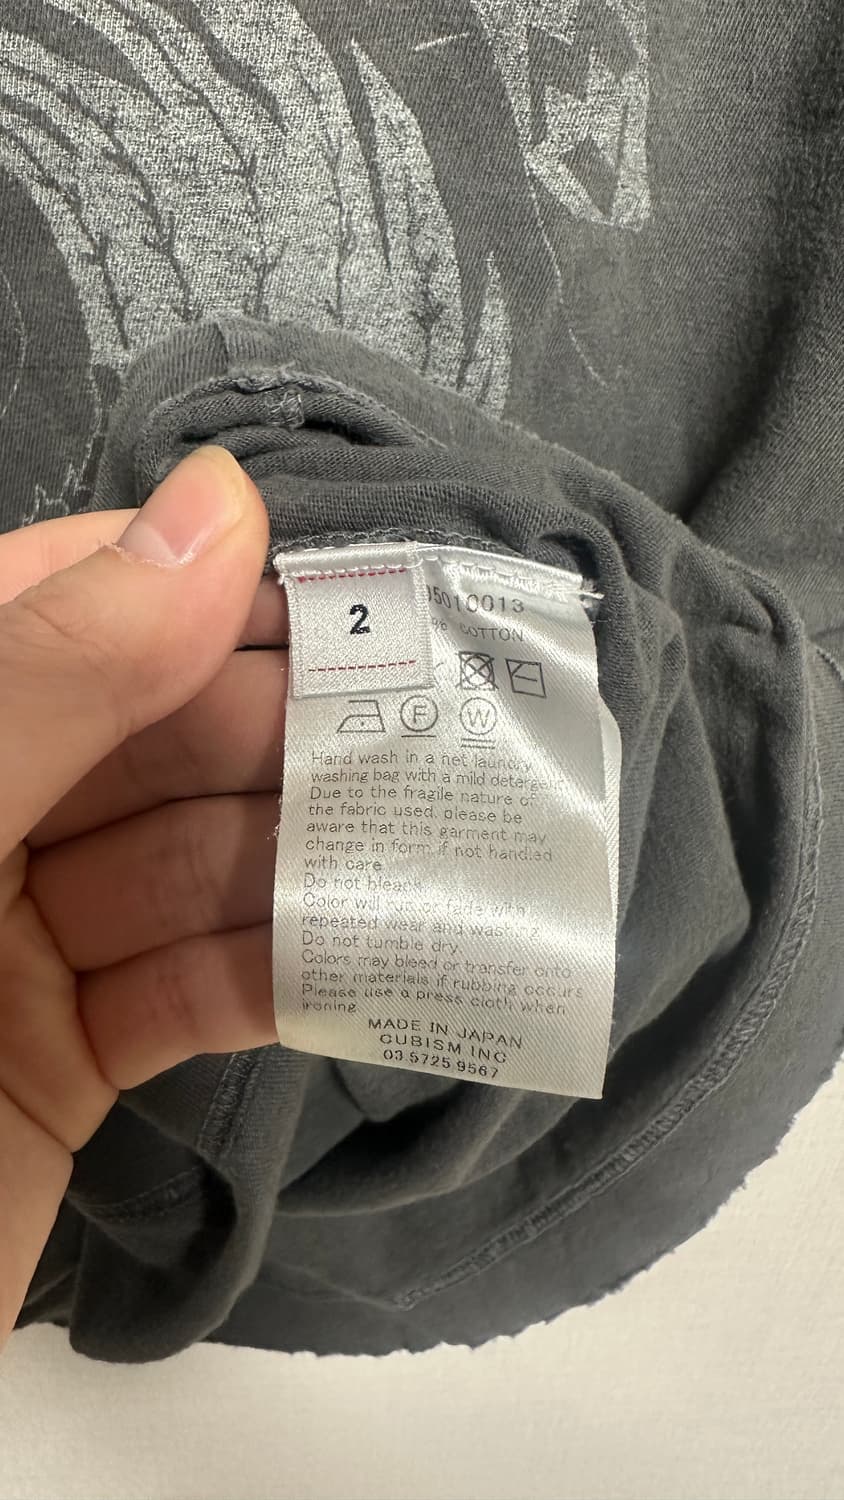 2
5010013
% COTTON
F
W
Hand wash in a net laundry
washing bag with a mild detergent
Due to the fragile nature of
the fabric used, please be
aware that this garment may
change in form if not handled
with care
Do not bleach
Color will run or fade with
repeated wear and washing
Do not tumble dry.
Colors may bleed or transfer onto
other materials if rubbing occurs
Please use a press cloth when
ironing
MADE IN JAPAN
CUBISM INC
03 5725 9567